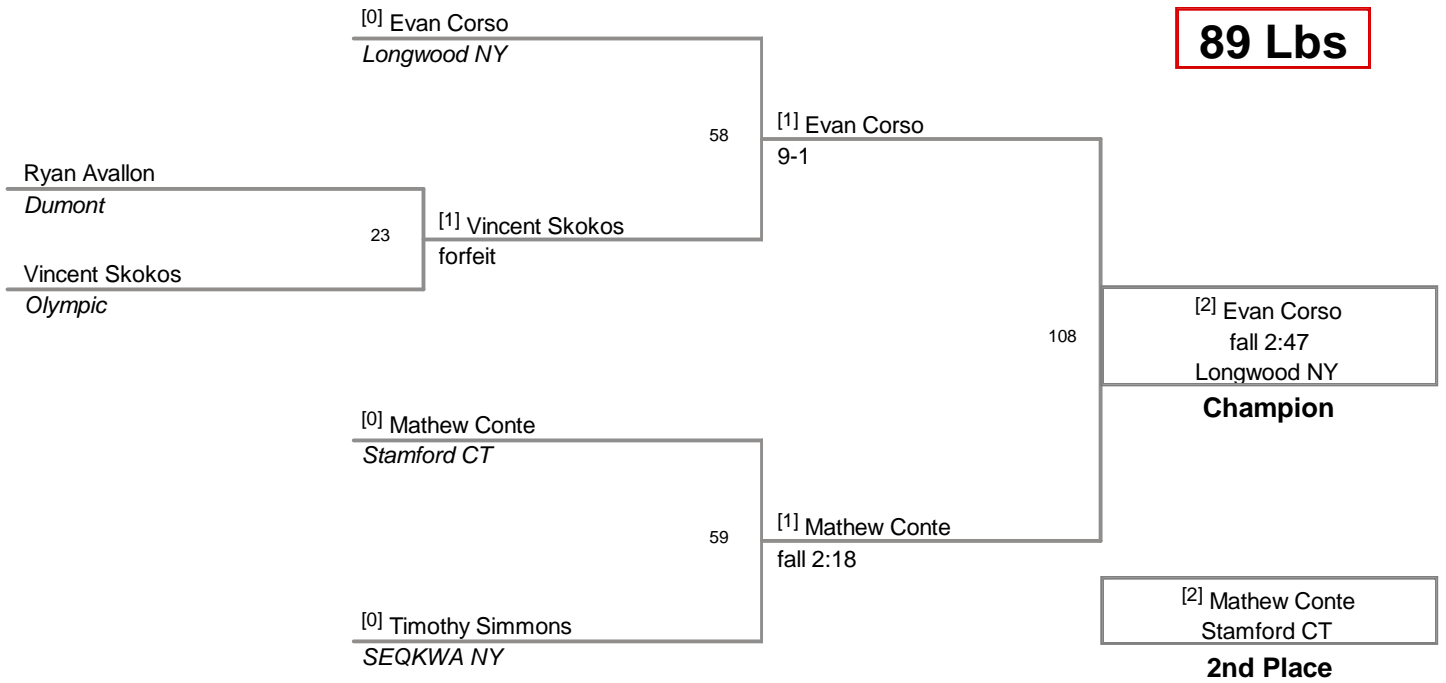 [0] Evan Corso
Longwood NY
89 Lbs
58
[1] Evan Corso
9-1
Ryan Avallon
Dumont
23
[1] Vincent Skokos
forfeit
Vincent Skokos
Olympic
108
[2] Evan Corso
fall 2:47
Longwood NY
Champion
[0] Mathew Conte
Stamford CT
59
[1] Mathew Conte
fall 2:18
[0] Timothy Simmons
SEQKWA NY
[2] Mathew Conte
Stamford CT
2nd Place